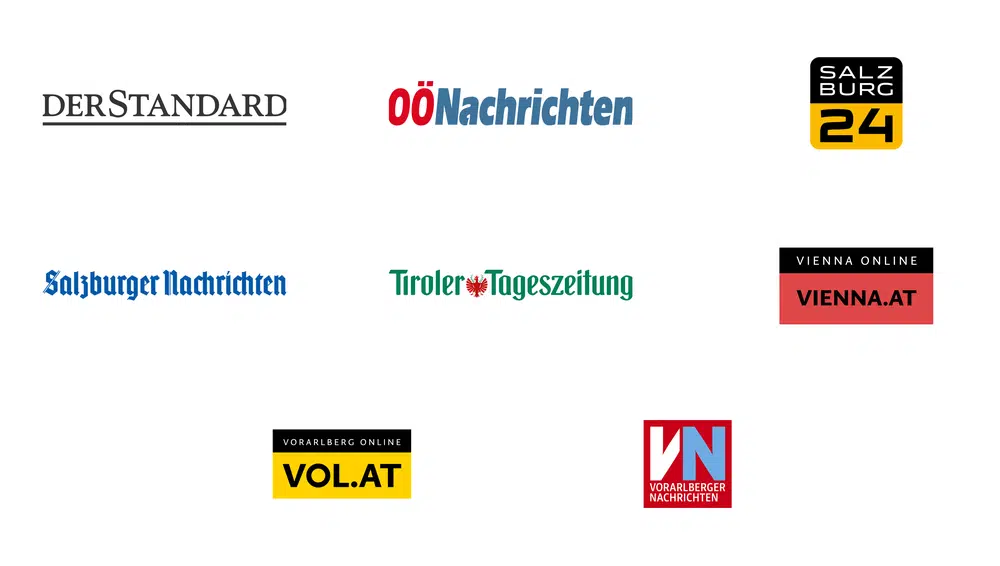 DERSTANDARD
OÖNachrichten
SALZ
BURG
24
Salzburger Nachrichten
Tiroler Tageszeitung
VIENNA ONLINE
VIENNA.AT
VORARLBERG ONLINE
VOL.AT
VN
VORARLBERGER
NACHRICHTEN